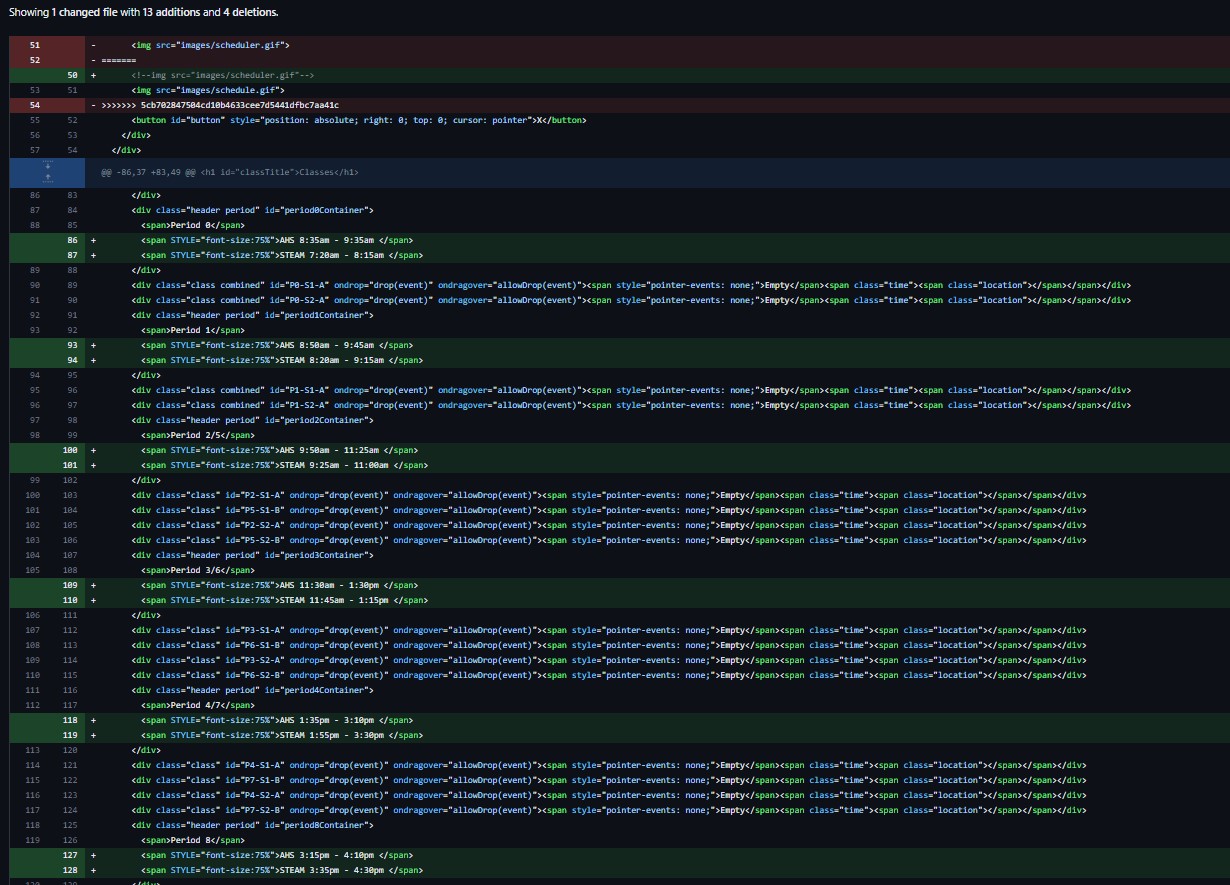 Showing 1 changed file with 13 additions and 4 deletions.
51 - <img src="images/scheduler.gif">
52 - =======
50 + <!--img src="images/scheduler.gif"-->
53 51 <img src="images/schedule.gif">
54 - >>>>>>> 5cb702847504cd10b4633cee7d5441dfbc7aa41c
55 52 <button id="button" style="position: absolute; right: 0; top: 0; cursor: pointer">X</button>
56 53 </div>
57 54 </div>
@@ -86,37 +83,49 @@ <h1 id="classTitle">Classes</h1>
86 83 </div>
87 84 <div class="header period" id="period0Container">
88 85 <span>Period 0</span>
86 + <span STYLE="font-size:75%">AHS 8:35am - 9:35am </span>
87 + <span STYLE="font-size:75%">STEAM 7:20am - 8:15am </span>
89 88 </div>
90 89 <div class="class combined" id="P0-S1-A" ondrop="drop(event)" ondragover="allowDrop(event)"><span style="pointer-events: none;">Empty</span><span class="time"><span class="location"></span></span></div>
91 90 <div class="class combined" id="P0-S2-A" ondrop="drop(event)" ondragover="allowDrop(event)"><span style="pointer-events: none;">Empty</span><span class="time"><span class="location"></span></span></div>
92 91 <div class="header period" id="period1Container">
93 92 <span>Period 1</span>
93 + <span STYLE="font-size:75%">AHS 8:50am - 9:45am </span>
94 + <span STYLE="font-size:75%">STEAM 8:20am - 9:15am </span>
94 95 </div>
95 96 <div class="class combined" id="P1-S1-A" ondrop="drop(event)" ondragover="allowDrop(event)"><span style="pointer-events: none;">Empty</span><span class="time"><span class="location"></span></span></div>
96 97 <div class="class combined" id="P1-S2-A" ondrop="drop(event)" ondragover="allowDrop(event)"><span style="pointer-events: none;">Empty</span><span class="time"><span class="location"></span></span></div>
97 98 <div class="header period" id="period2Container">
98 99 <span>Period 2/5</span>
100 + <span STYLE="font-size:75%">AHS 9:50am - 11:25am </span>
101 + <span STYLE="font-size:75%">STEAM 9:25am - 11:00am </span>
99 102 </div>
100 103 <div class="class" id="P2-S1-A" ondrop="drop(event)" ondragover="allowDrop(event)"><span style="pointer-events: none;">Empty</span><span class="time"><span class="location"></span></span></div>
101 104 <div class="class" id="P5-S1-B" ondrop="drop(event)" ondragover="allowDrop(event)"><span style="pointer-events: none;">Empty</span><span class="time"><span class="location"></span></span></div>
102 105 <div class="class" id="P2-S2-A" ondrop="drop(event)" ondragover="allowDrop(event)"><span style="pointer-events: none;">Empty</span><span class="time"><span class="location"></span></span></div>
103 106 <div class="class" id="P5-S2-B" ondrop="drop(event)" ondragover="allowDrop(event)"><span style="pointer-events: none;">Empty</span><span class="time"><span class="location"></span></span></div>
104 107 <div class="header period" id="period3Container">
105 108 <span>Period 3/6</span>
109 + <span STYLE="font-size:75%">AHS 11:30am - 1:30pm </span>
110 + <span STYLE="font-size:75%">STEAM 11:45am - 1:15pm </span>
106 111 </div>
107 112 <div class="class" id="P3-S1-A" ondrop="drop(event)" ondragover="allowDrop(event)"><span style="pointer-events: none;">Empty</span><span class="time"><span class="location"></span></span></div>
108 113 <div class="class" id="P6-S1-B" ondrop="drop(event)" ondragover="allowDrop(event)"><span style="pointer-events: none;">Empty</span><span class="time"><span class="location"></span></span></div>
109 114 <div class="class" id="P3-S2-A" ondrop="drop(event)" ondragover="allowDrop(event)"><span style="pointer-events: none;">Empty</span><span class="time"><span class="location"></span></span></div>
110 115 <div class="class" id="P6-S2-B" ondrop="drop(event)" ondragover="allowDrop(event)"><span style="pointer-events: none;">Empty</span><span class="time"><span class="location"></span></span></div>
111 116 <div class="header period" id="period4Container">
112 117 <span>Period 4/7</span>
118 + <span STYLE="font-size:75%">AHS 1:35pm - 3:10pm </span>
119 + <span STYLE="font-size:75%">STEAM 1:55pm - 3:30pm </span>
113 120 </div>
114 121 <div class="class" id="P4-S1-A" ondrop="drop(event)" ondragover="allowDrop(event)"><span style="pointer-events: none;">Empty</span><span class="time"><span class="location"></span></span></div>
115 122 <div class="class" id="P7-S1-B" ondrop="drop(event)" ondragover="allowDrop(event)"><span style="pointer-events: none;">Empty</span><span class="time"><span class="location"></span></span></div>
116 123 <div class="class" id="P4-S2-A" ondrop="drop(event)" ondragover="allowDrop(event)"><span style="pointer-events: none;">Empty</span><span class="time"><span class="location"></span></span></div>
117 124 <div class="class" id="P7-S2-B" ondrop="drop(event)" ondragover="allowDrop(event)"><span style="pointer-events: none;">Empty</span><span class="time"><span class="location"></span></span></div>
118 125 <div class="header period" id="period8Container">
119 126 <span>Period 8</span>
127 + <span STYLE="font-size:75%">AHS 3:15pm - 4:10pm </span>
128 + <span STYLE="font-size:75%">STEAM 3:35pm - 4:30pm </span>